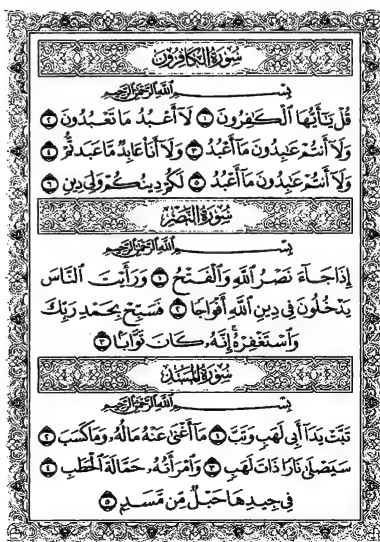 سُورَةُ الكَافِرُونَ
بِسْمِ اللَّهِ الرَّحْمَٰنِ الرَّحِيمِ
قُلْ يَـٰٓأَيُّهَا ٱلْكَـٰفِرُونَ ١ لَآ أَعْبُدُ مَا تَعْبُدُونَ ٢
وَلَآ أَنتُمْ عَـٰبِدُونَ مَآ أَعْبُدُ ٣ وَلَآ أَنَا۠ عَابِدٌ مَّا عَبَدتُّمْ ٤
وَلَآ أَنتُمْ عَـٰبِدُونَ مَآ أَعْبُدُ ٥ لَكُمْ دِينُكُمْ وَلِيَ دِينِ ٦
سُورَةُ النَّصْرِ
بِسْمِ اللَّهِ الرَّحْمَٰنِ الرَّحِيمِ
إِذَا جَآءَ نَصْرُ ٱللَّهِ وَٱلْفَتْحُ ١ وَرَأَيْتَ ٱلنَّاسَ
يَدْخُلُونَ فِى دِينِ ٱللَّهِ أَفْوَاجًا ٢ فَسَبِّحْ بِحَمْدِ رَبِّكَ
وَٱسْتَغْفِرْهُ ۚ إِنَّهُۥ كَانَ تَوَّابًۢا ٣
سُورَةُ المَسَدِ
بِسْمِ اللَّهِ الرَّحْمَٰنِ الرَّحِيمِ
تَبَّتْ يَدَآ أَبِى لَهَبٍ وَتَبَّ ١ مَآ أَغْنَىٰ عَنْهُ مَالُهُۥ وَمَا كَسَبَ ٢
سَيَصْلَىٰ نَارًا ذَاتَ لَهَبٍ ٣ وَٱمْرَأَتُهُۥ حَمَّالَةَ ٱلْحَطَبِ ٤
فِى جِيدِهَا حَبْلٌ مِّن مَّسَدٍۭ ٥